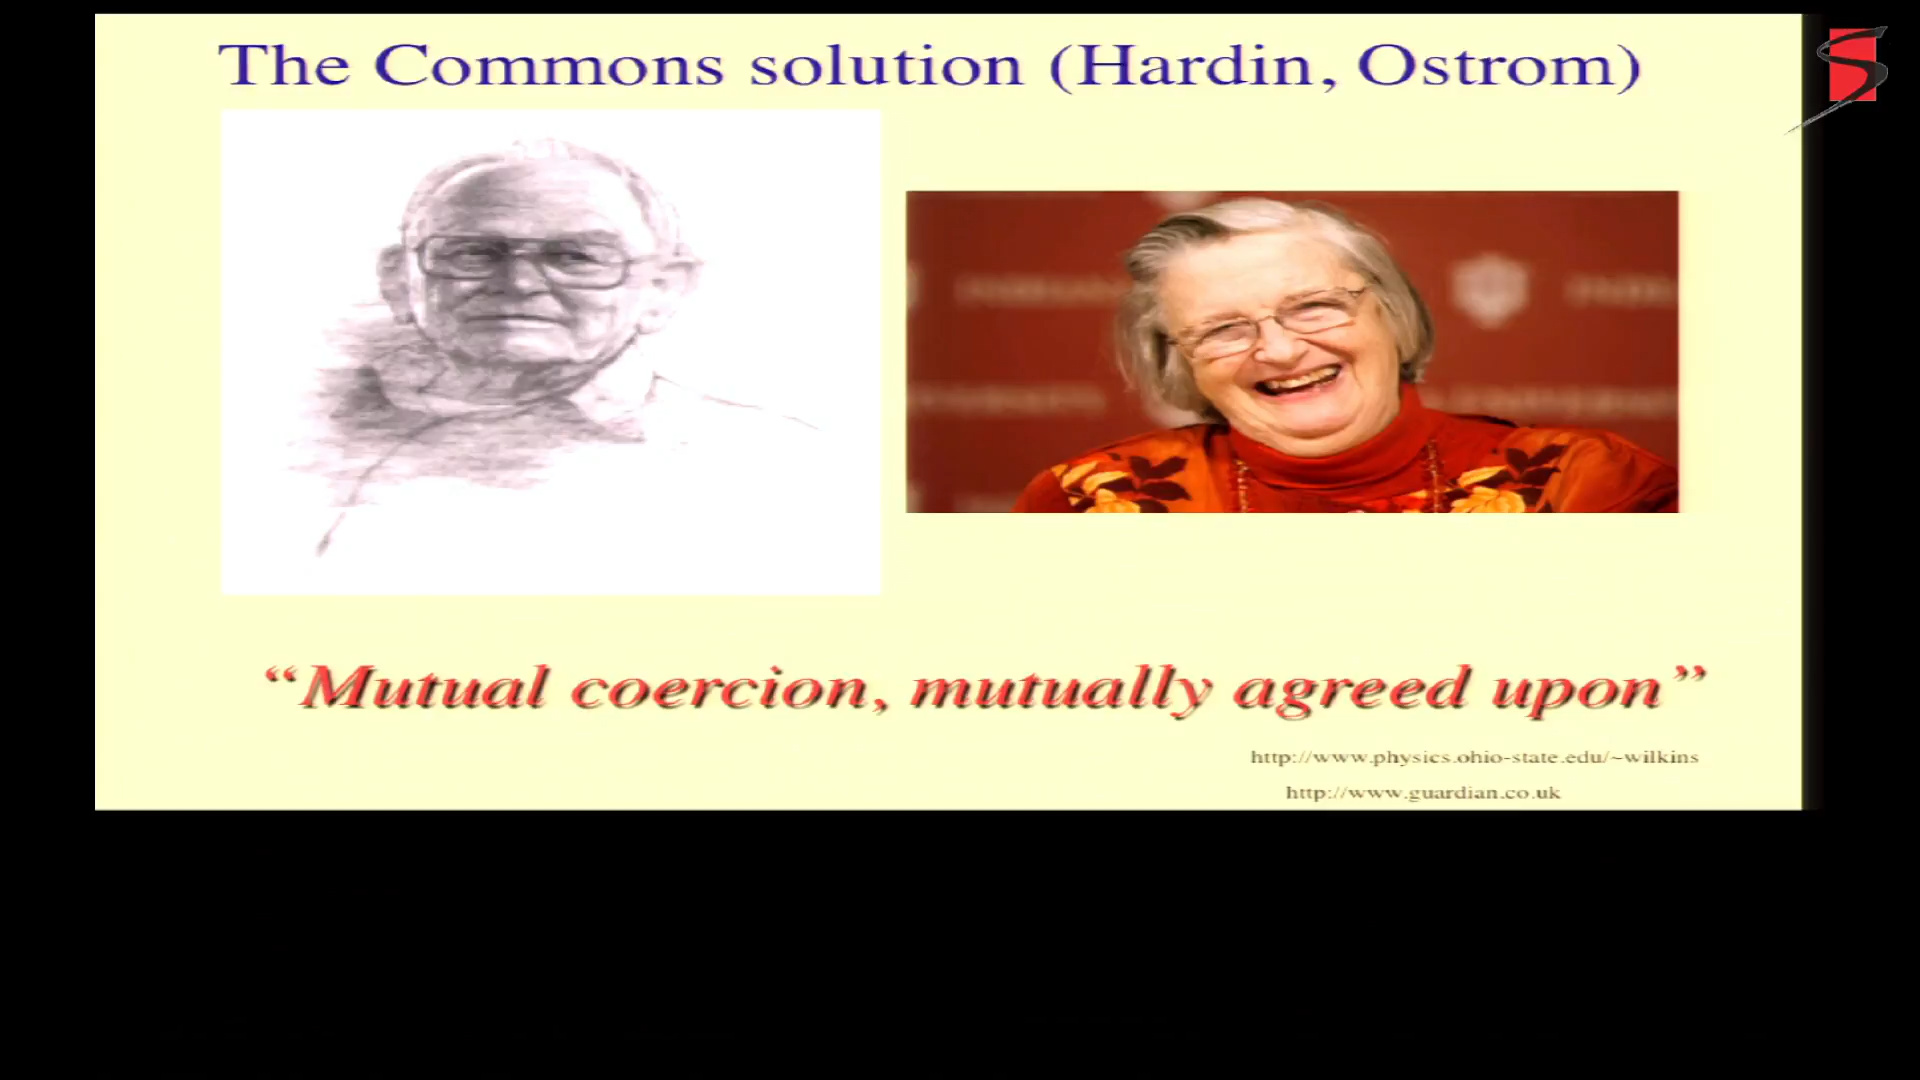 The Commons solution (Hardin, Ostrom)
“Mutual coercion, mutually agreed upon”
http://www.physics.ohio-state.edu/~wilkins
http://www.guardian.co.uk